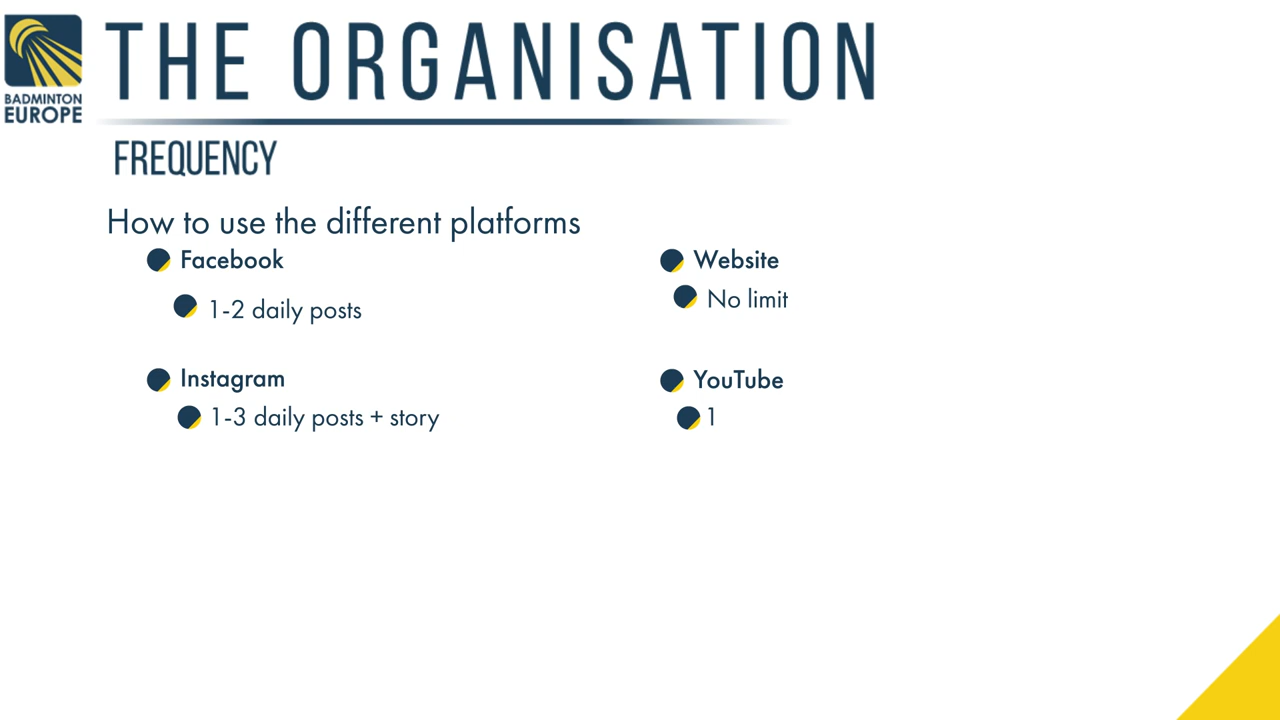 THE ORGANISATION
BADMINTON
EUROPE
FREQUENCY
How to use the different platforms
Facebook
1-2 daily posts
Instagram
1-3 daily posts + story
Website
No limit
YouTube
1